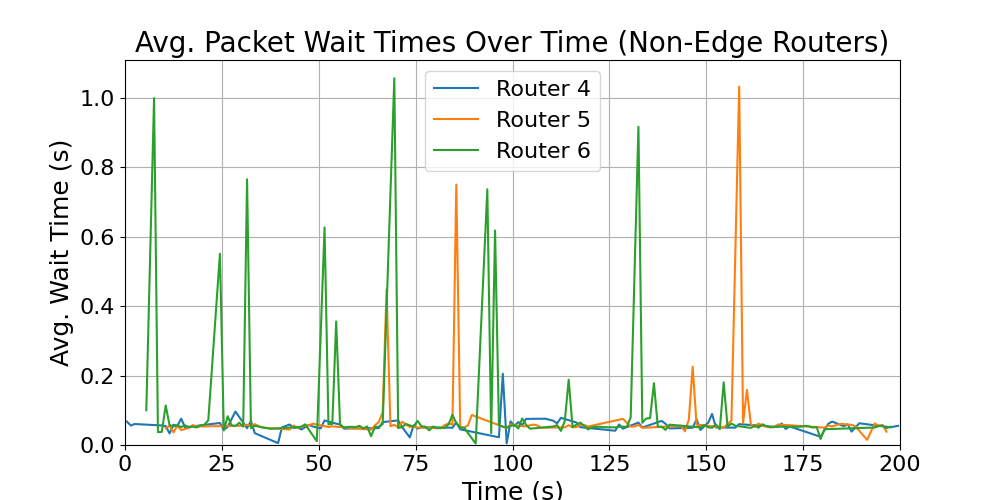 Avg. Packet Wait Times Over Time (Non-Edge Routers)
Router 4
Router 5
Router 6
Avg. Wait Time (s)
1.0
0.8
0.6
0.4
0.2
0.0
0 25 50 75 100 125 150 175 200
Time (s)